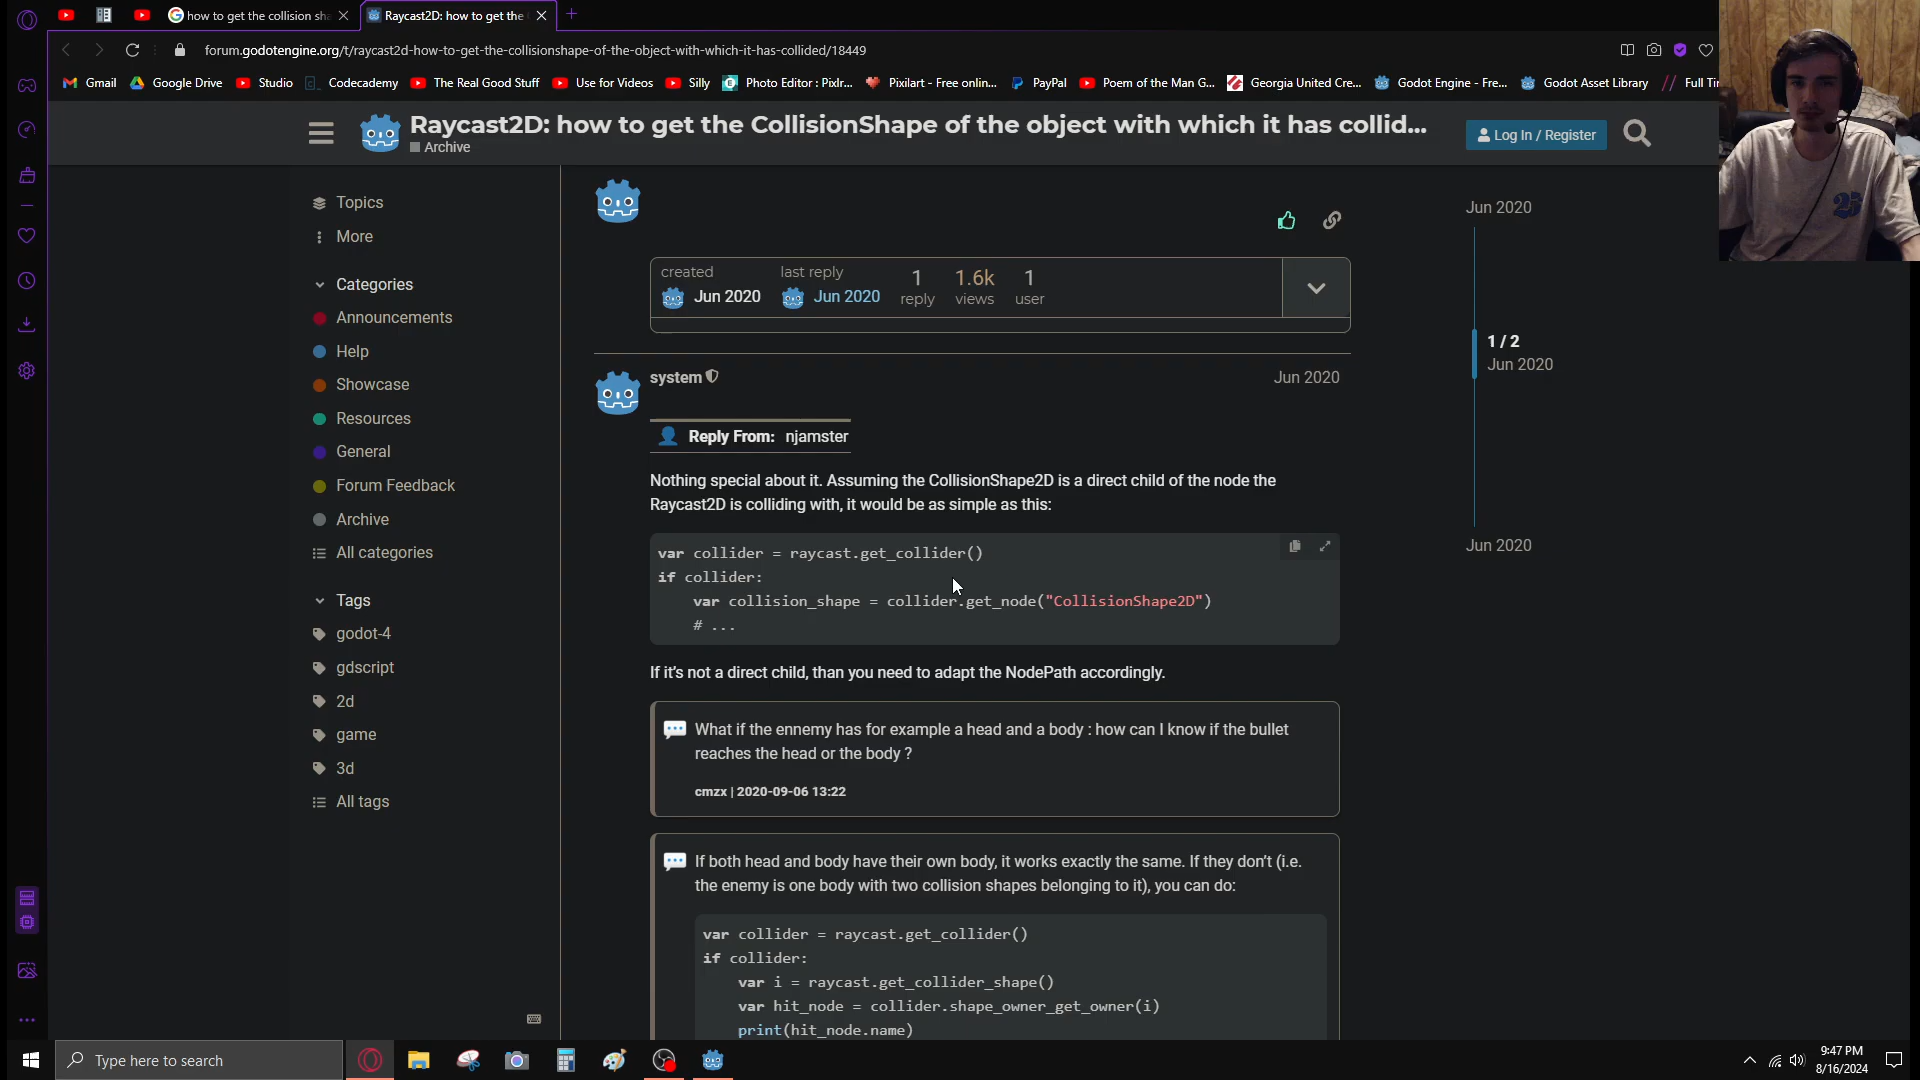 how to get the collision sha
Raycast2D: how to get the
forum.godotengine.org/t/raycast2d-how-to-get-the-collisionshape-of-the-object-with-which-it-has-collided/18449
Gmail
Google Drive
Studio
Codecademy
The Real Good Stuff
Use for Videos
Silly
Photo Editor : Pixlr...
Pixilart - Free onlin...
PayPal
Poem of the Man G...
Georgia United Cre...
Godot Engine - Fre...
Godot Asset Library
Full Ti
Raycast2D: how to get the CollisionShape of the object with which it has collid...
Archive
Log In / Register
Topics
More
Categories
Announcements
Help
Showcase
Resources
General
Forum Feedback
Archive
All categories
Tags
godot-4
gdscript
2d
game
3d
All tags
created
Jun 2020
last reply
Jun 2020
1
reply
1.6k
views
1
user
system
Jun 2020
Reply From: njamster
Nothing special about it. Assuming the CollisionShape2D is a direct child of the node the
Raycast2D is colliding with, it would be as simple as this:
var collider = raycast.get_collider()
if collider:
var collision_shape = collider.get_node("CollisionShape2D")
# ...
If it's not a direct child, than you need to adapt the NodePath accordingly.
What if the ennemy has for example a head and a body : how can I know if the bullet
reaches the head or the body ?
cmzx | 2020-09-06 13:22
If both head and body have their own body, it works exactly the same. If they don't (i.e.
the enemy is one body with two collision shapes belonging to it), you can do:
var collider = raycast.get_collider()
if collider:
var i = raycast.get_collider_shape()
var hit_node = collider.shape_owner_get_owner(i)
print(hit_node.name)
Jun 2020
1 / 2
Jun 2020
Jun 2020
25
Type here to search
9:47 PM
8/16/2024